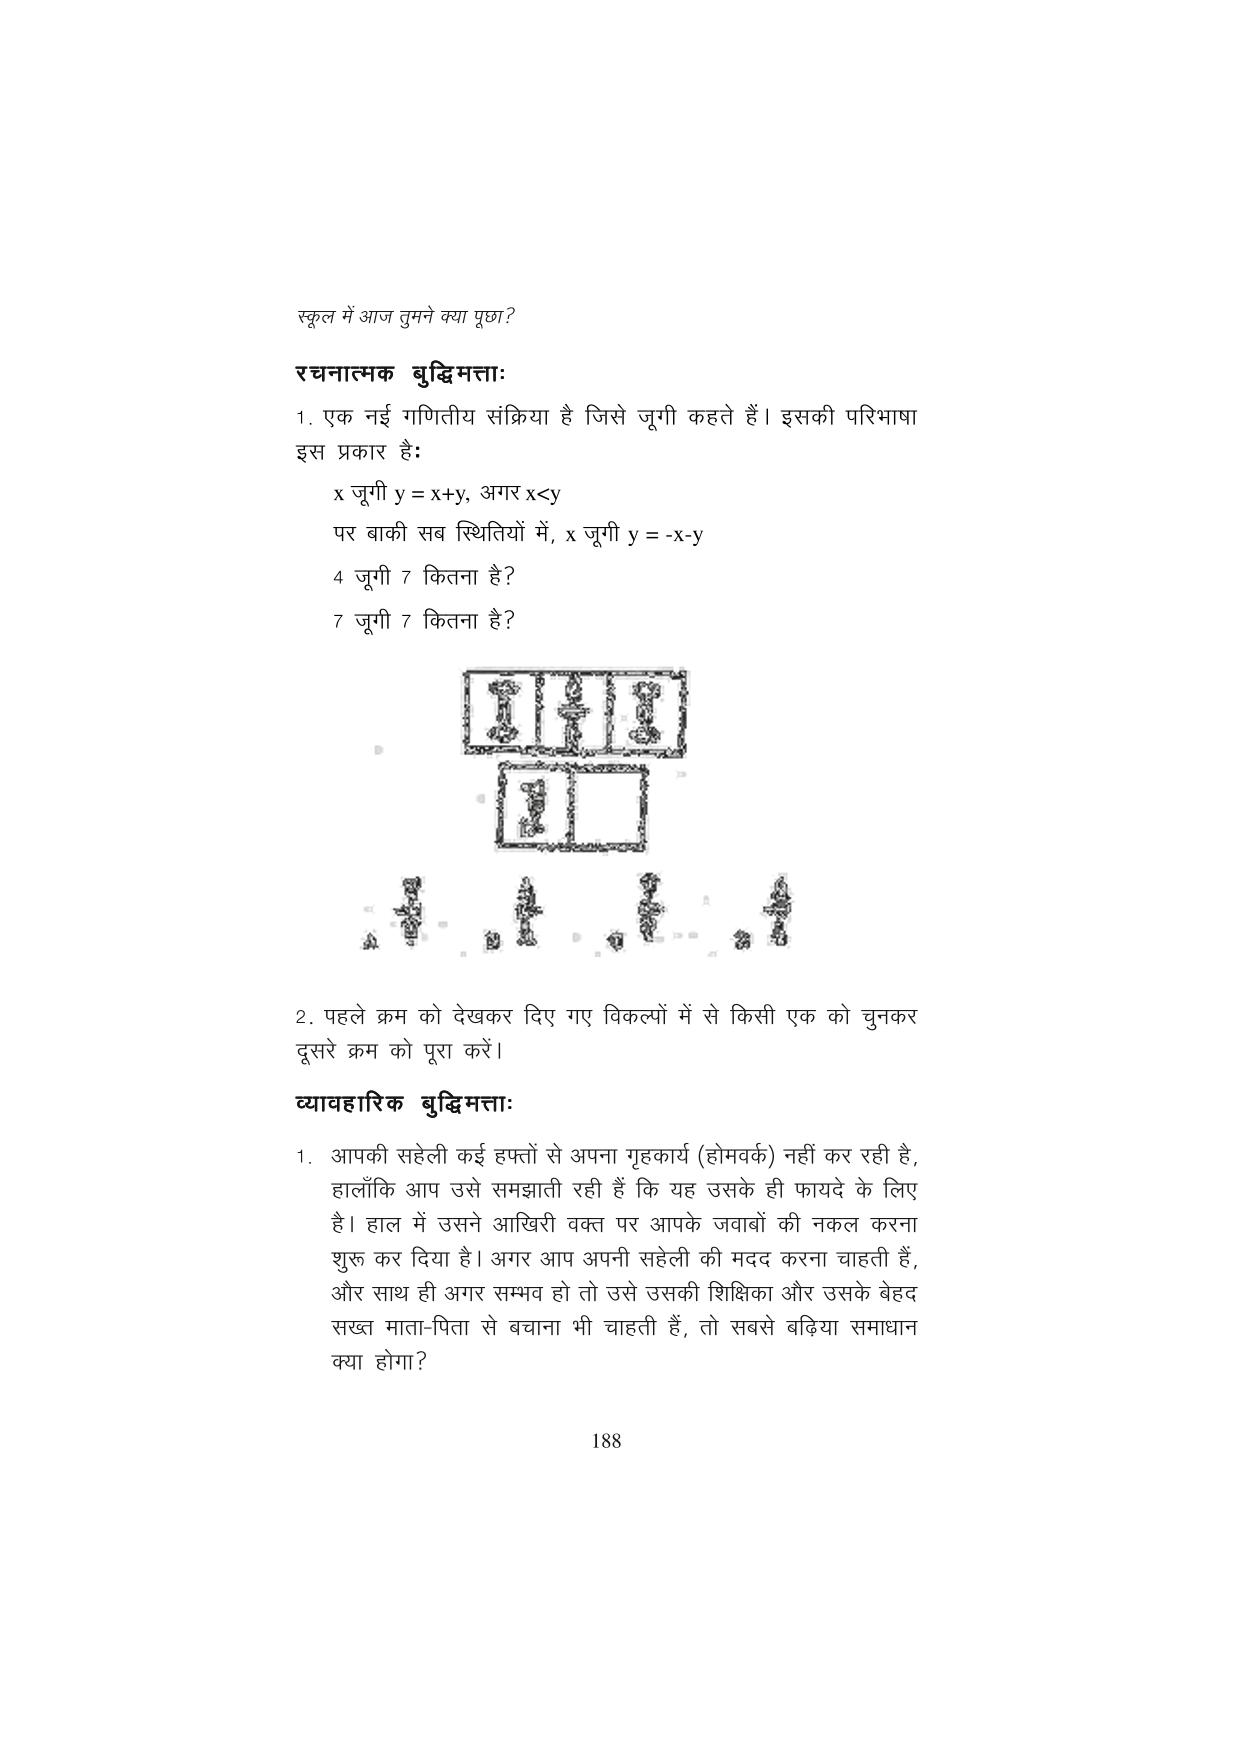 स्कूल में आज तुमने क्या पूछा?
रचनात्मक बुद्धिमत्ताः
1. एक नई गणितीय संक्रिया है जिसे जूगी कहते हैं। इसकी परिभाषा
इस प्रकार है:
x जूगी y = x+y, अगर x<y
पर बाकी सब स्थितियों में, x जूगी y = -x-y
4 जूगी 7 कितना है?
7 जूगी 7 कितना है?
2. पहले क्रम को देखकर दिए गए विकल्पों में से किसी एक को चुनकर
दूसरे क्रम को पूरा करें।
व्यावहारिक बुद्धिमत्ताः
1. आपकी सहेली कई हफ्तों से अपना गृहकार्य (होमवर्क) नहीं कर रही है,
हालाँकि आप उसे समझाती रही हैं कि यह उसके ही फायदे के लिए
है। हाल में उसने आखिरी वक्त पर आपके जवाबों की नकल करना
शुरू कर दिया है। अगर आप अपनी सहेली की मदद करना चाहती हैं,
और साथ ही अगर सम्भव हो तो उसे उसकी शिक्षिका और उसके बेहद
सख्त माता-पिता से बचाना भी चाहती हैं, तो सबसे बढ़िया समाधान
क्या होगा?
188